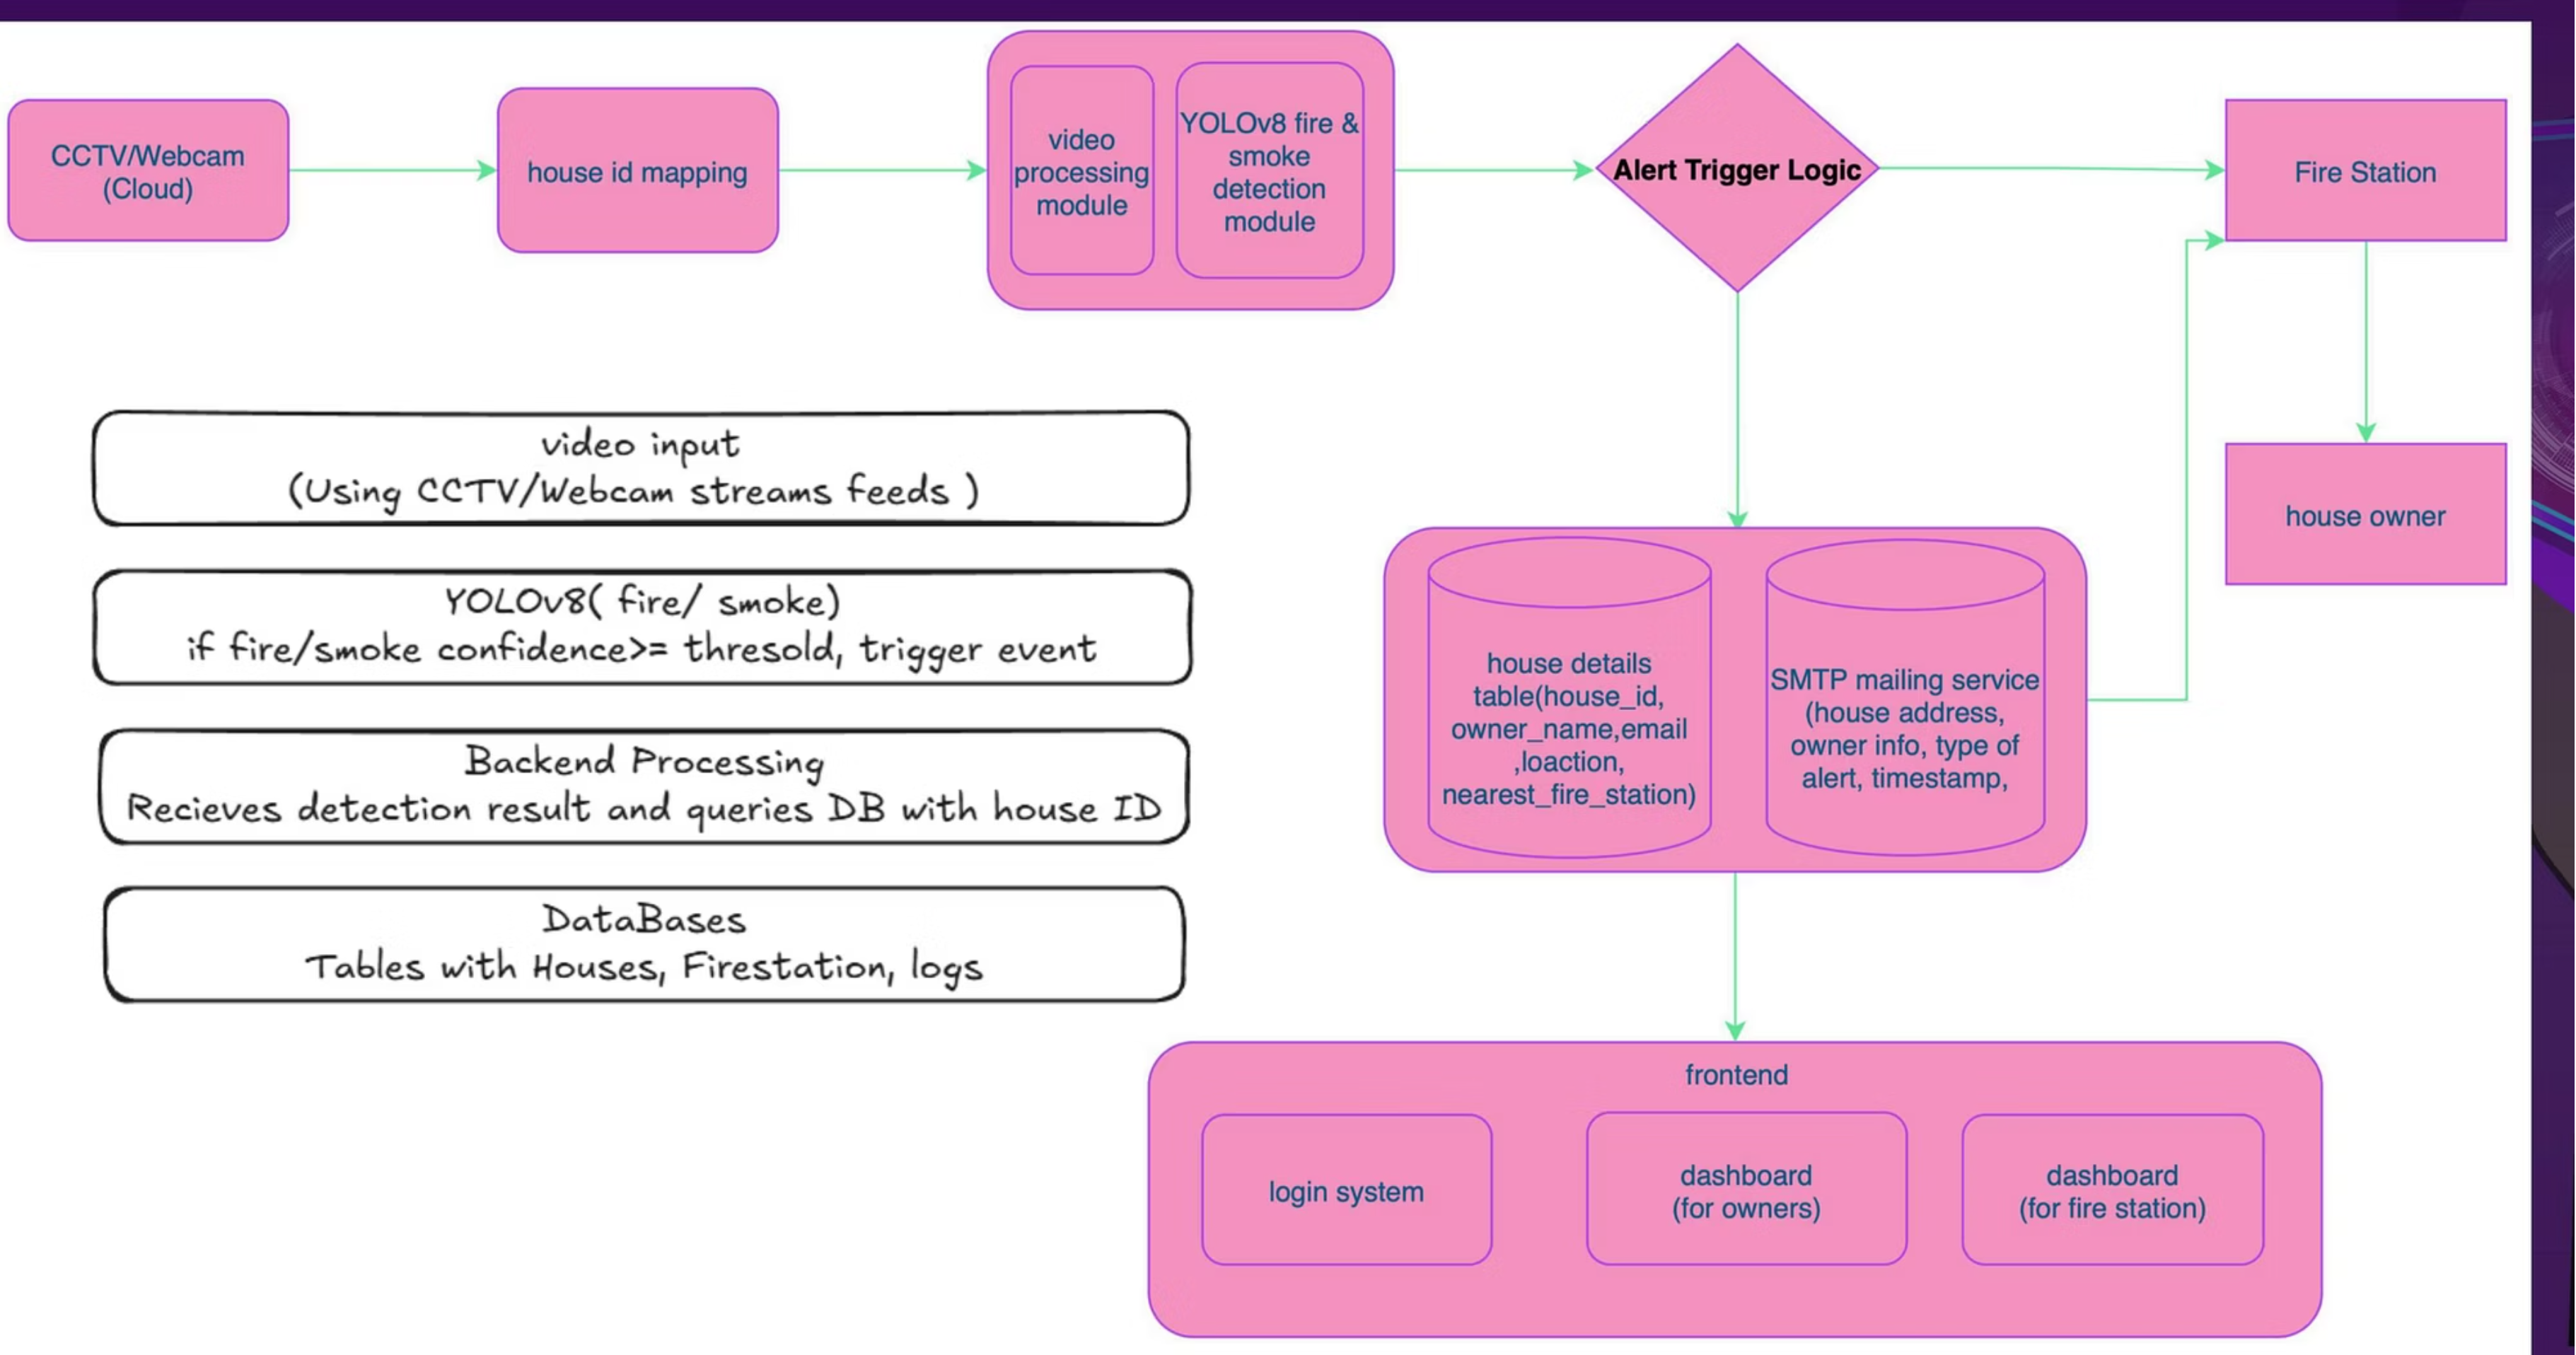 CCTV/Webcam
(Cloud)
house id mapping
video
processing
module
YOLOv8 fire &
smoke
detection
module
Alert Trigger Logic
Fire Station
house owner
video input
(Using CCTV/Webcam streams feeds )
YOLOv8( fire/ smoke)
if fire/smoke confidence>= thresold, trigger event
Backend Processing
Recieves detection result and queries DB with house ID
DataBases
Tables with Houses, Firestation, logs
house details
table(house_id,
owner_name,email
,loaction,
nearest_fire_station)
SMTP mailing service
(house address,
owner info, type of
alert, timestamp,
frontend
login system
dashboard
(for owners)
dashboard
(for fire station)